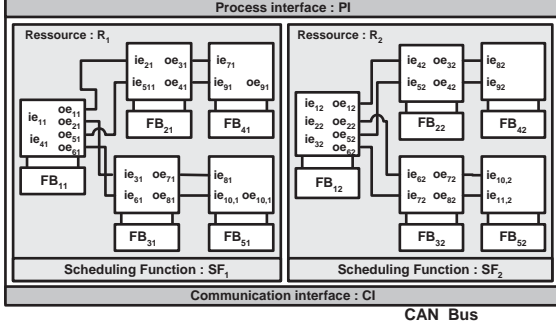 Process interface : PI
Ressource : R1
ie21 oe31
ie511 oe41
FB21
ie71
ie91 oe91
FB41
ie11
ie41
oe11
oe21
oe51
oe61
FB11
ie31 oe71
ie61 oe81
FB31
ie81
ie10,1 oe10,1
FB51
Scheduling Function : SF1
Ressource : R2
ie42 oe32
ie52 oe42
FB22
ie82
ie92
FB42
ie12 oe12
ie22 oe22
ie32 oe52
oe62
FB12
ie62 oe72
ie72 oe82
FB32
ie10,2
ie11,2
FB52
Scheduling Function : SF2
Communication interface : CI
CAN Bus